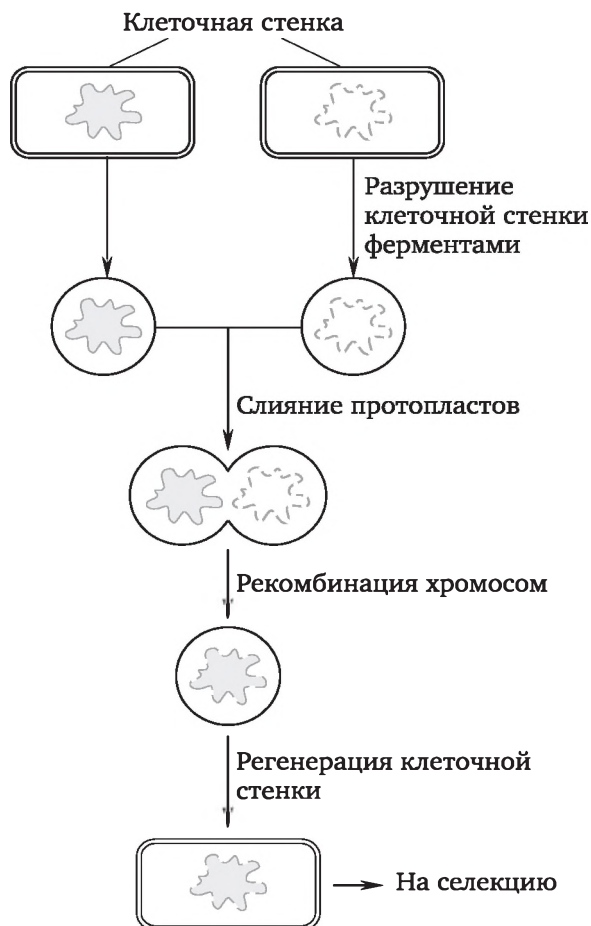 Клеточная стенка
Разрушение
клеточной стенки
ферментами
Слияние протопластов
Рекомбинация хромосом
Регенерация клеточной
стенки
На селекцию